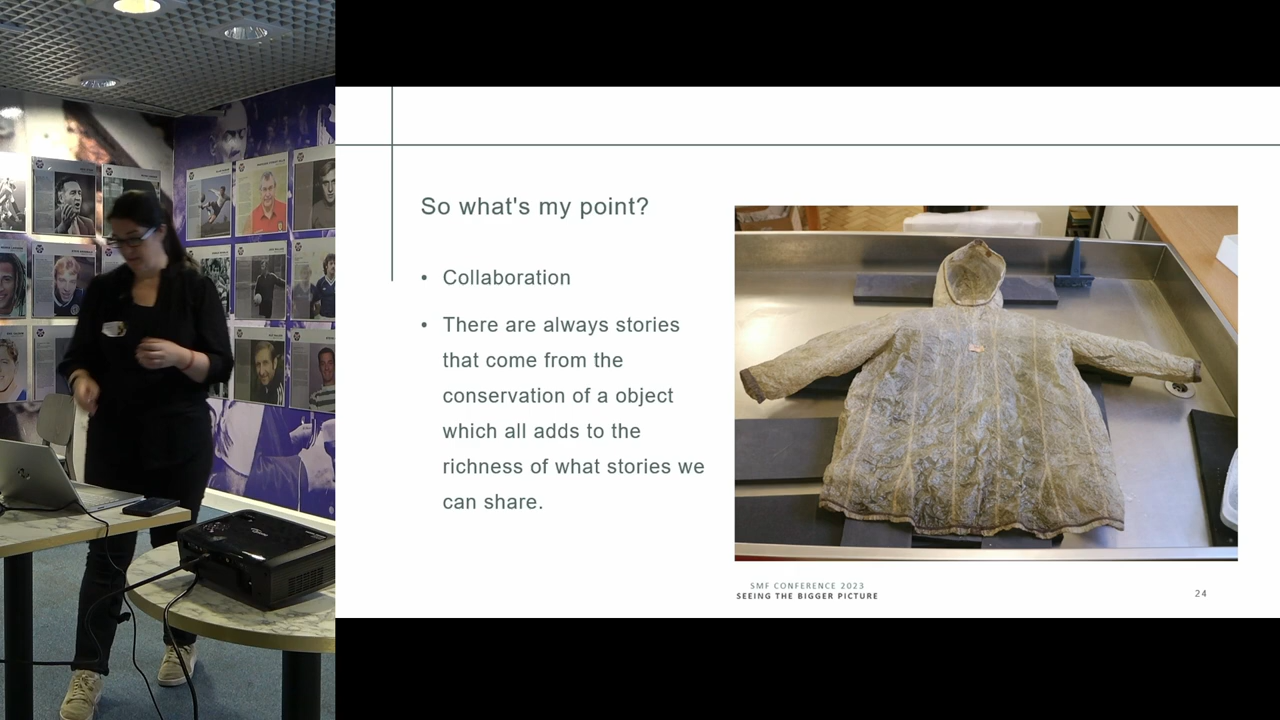 So what's my point?
• Collaboration
• There are always stories
that come from the
conservation of a object
which all adds to the
richness of what stories we
can share.
SMF CONFERENCE 2023
SEEING THE BIGGER PICTURE
24